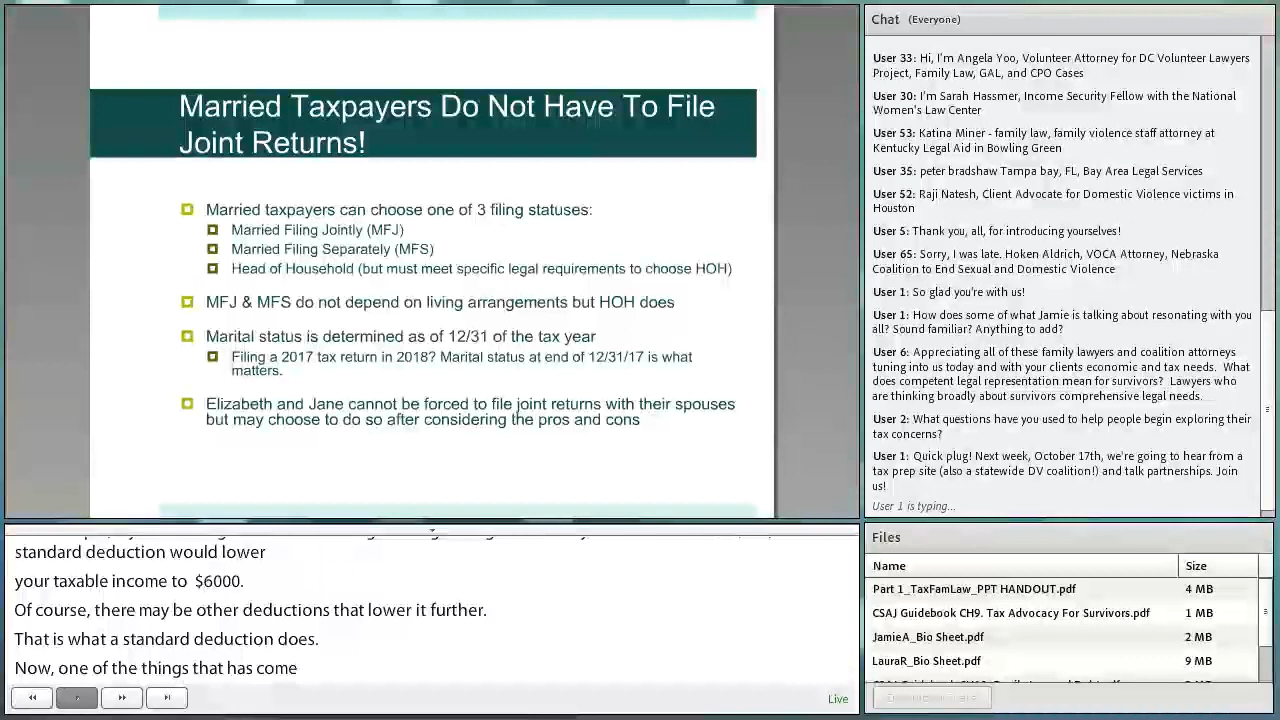 Married Taxpayers Do Not Have To File
Joint Returns!
Married taxpayers can choose one of 3 filing statuses:
Married Filing Jointly (MFJ)
Married Filing Separately (MFS)
Head of Household (but must meet specific legal requirements to choose HOH)
MFJ & MFS do not depend on living arrangements but HOH does
Marital status is determined as of 12/31 of the tax year
Filing a 2017 tax return in 2018? Marital status at end of 12/31/17 is what
matters.
Elizabeth and Jane cannot be forced to file joint returns with their spouses
but may choose to do so after considering the pros and cons
standard deduction would lower
your taxable income to $6000.
Of course, there may be other deductions that lower it further.
That is what a standard deduction does.
Now, one of the things that has come
Live
Chat (Everyone)
User 33: Hi, I'm Angela Yoo, Volunteer Attorney for DC Volunteer Lawyers
Project, Family Law, GAL, and CPO Cases
User 30: I'm Sarah Hassmer, Income Security Fellow with the National
Women's Law Center
User 53: Katina Miner - family law, family violence staff attorney at
Kentucky Legal Aid in Bowling Green
User 35: peter bradshaw Tampa bay, FL, Bay Area Legal Services
User 52: Raji Natesh, Client Advocate for Domestic Violence victims in
Houston
User 5: Thank you, all, for introducing yourselves!
User 65: Sorry, I was late. Hoken Aldrich, VOCA Attorney, Nebraska
Coalition to End Sexual and Domestic Violence
User 1: So glad you're with us!
User 1: How does some of what Jamie is talking about resonating with you
all? Sound familiar? Anything to add?
User 6: Appreciating all of these family lawyers and coalition attorneys
tuning into us today and with your clients economic and tax needs. What
does competent legal representation mean for survivors? Lawyers who
are thinking broadly about survivors comprehensive legal needs.
User 2: What questions have you used to help people begin exploring their
tax concerns?
User 1: Quick plug! Next week, October 17th, we're going to hear from a
tax prep site (also a statewide DV coalition!) and talk partnerships. Join
us!
User 1 is typing...
Files
Name Size
Part 1_TaxFamLaw_PPT HANDOUT.pdf 4 MB
CSAJ Guidebook CH9. Tax Advocacy For Survivors.pdf 1 MB
JamieA_Bio Sheet.pdf 2 MB
LauraR_Bio Sheet.pdf 9 MB